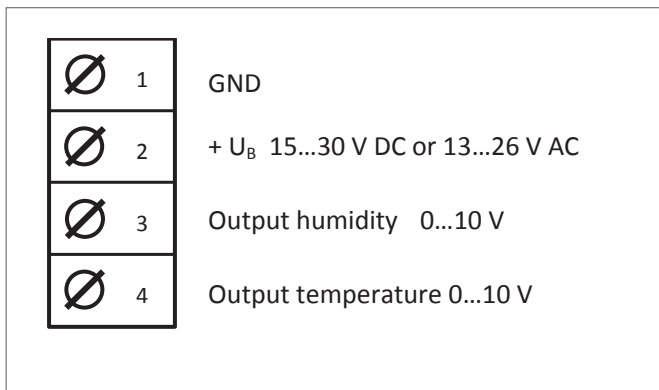 1 GND
2 + U_B 15...30 V DC or 13...26 V AC
3 Output humidity 0...10 V
4 Output temperature 0...10 V